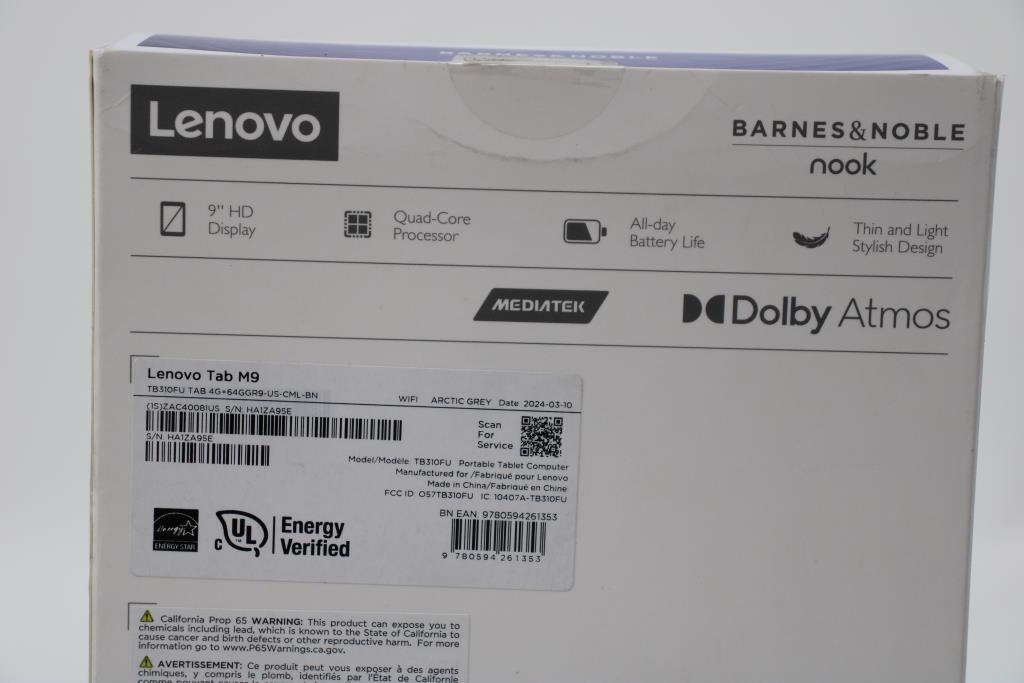 BARNES & NOBLE
Lenovo
BARNES&NOBLE
nook
9" HD
Display
Quad-Core
Processor
All-day
Battery Life
Thin and Light
Stylish Design
MEDIATEK
Dolby Atmos
Lenovo Tab M9
TB310FU TAB 4G+64GGR9-US-CML-BN
WIFI ARCTIC GREY Date: 2024-03-10
(1S)ZAC40081US S/N: HA1ZA95E
S/N: HA1ZA95E
Scan
For
Service
Model/Modèle: TB310FU Portable Tablet Computer
Manufactured for /Fabriqué pour Lenovo
Made in China/Fabriqué en Chine
FCC ID: O57TB310FU IC: 10407A-TB310FU
BN EAN: 9780594261353
9 780594 261353
energy
ENERGY STAR
c UL ™
Energy
Verified
California Prop 65 WARNING: This product can expose you to
chemicals including lead, which is known to the State of California to
cause cancer and birth defects or other reproductive harm. For more
information go to www.P65Warnings.ca.gov.
AVERTISSEMENT: Ce produit peut vous exposer à des agents
chimiques, y compris le plomb, identifiés par l'État de Californie
comme pouvant